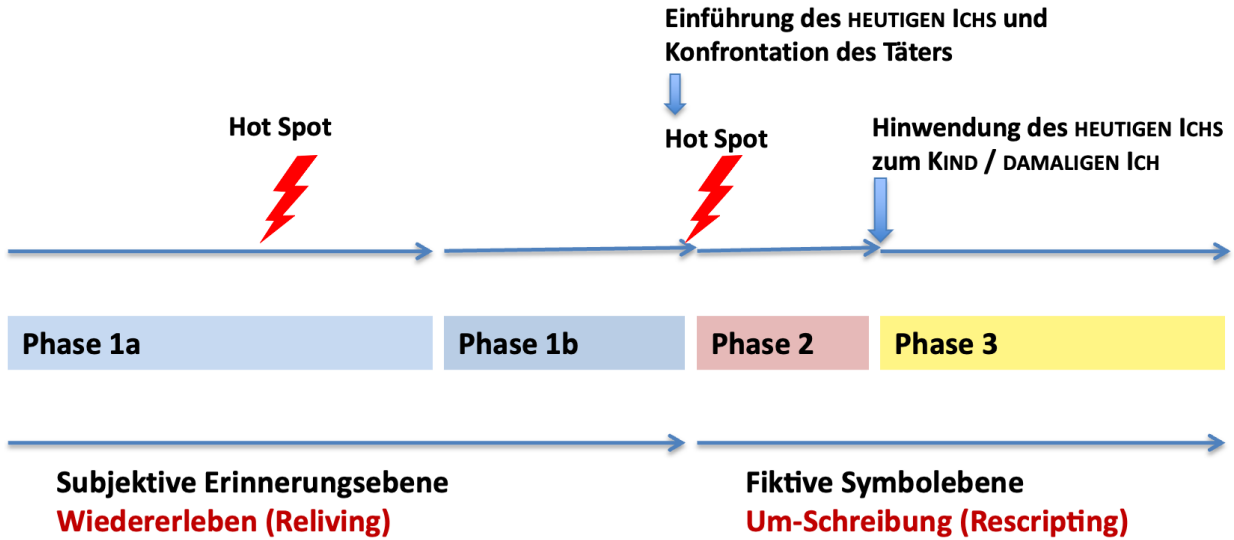 Einführung des HEUTIGEN ICHS und
Konfrontation des Täters
Hot Spot
Hot Spot
Hinwendung des HEUTIGEN ICHS
zum KIND / DAMALIGEN ICH
Phase 1a
Phase 1b
Phase 2
Phase 3
Subjektive Erinnerungsebene
Wiedererleben (Reliving)
Fiktive Symbolebene
Um-Schreibung (Rescripting)